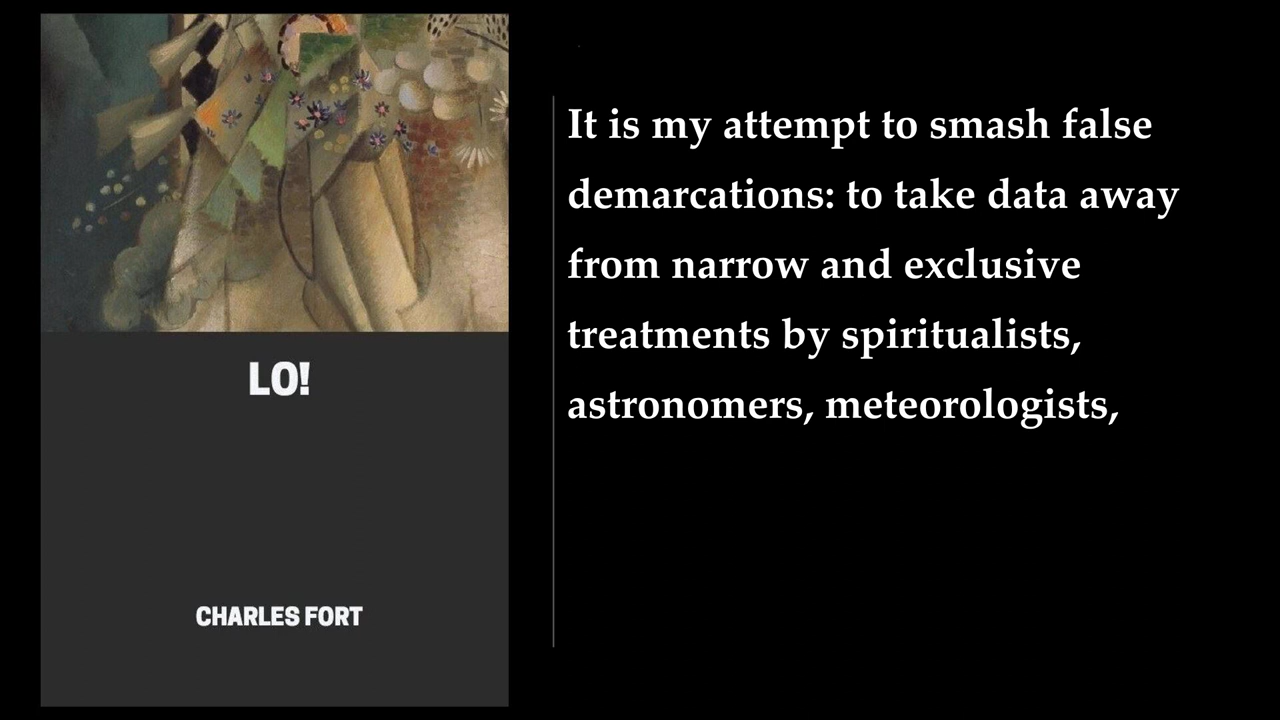 LO!
CHARLES FORT
It is my attempt to smash false
demarcations: to take data away
from narrow and exclusive
treatments by spiritualists,
astronomers, meteorologists,